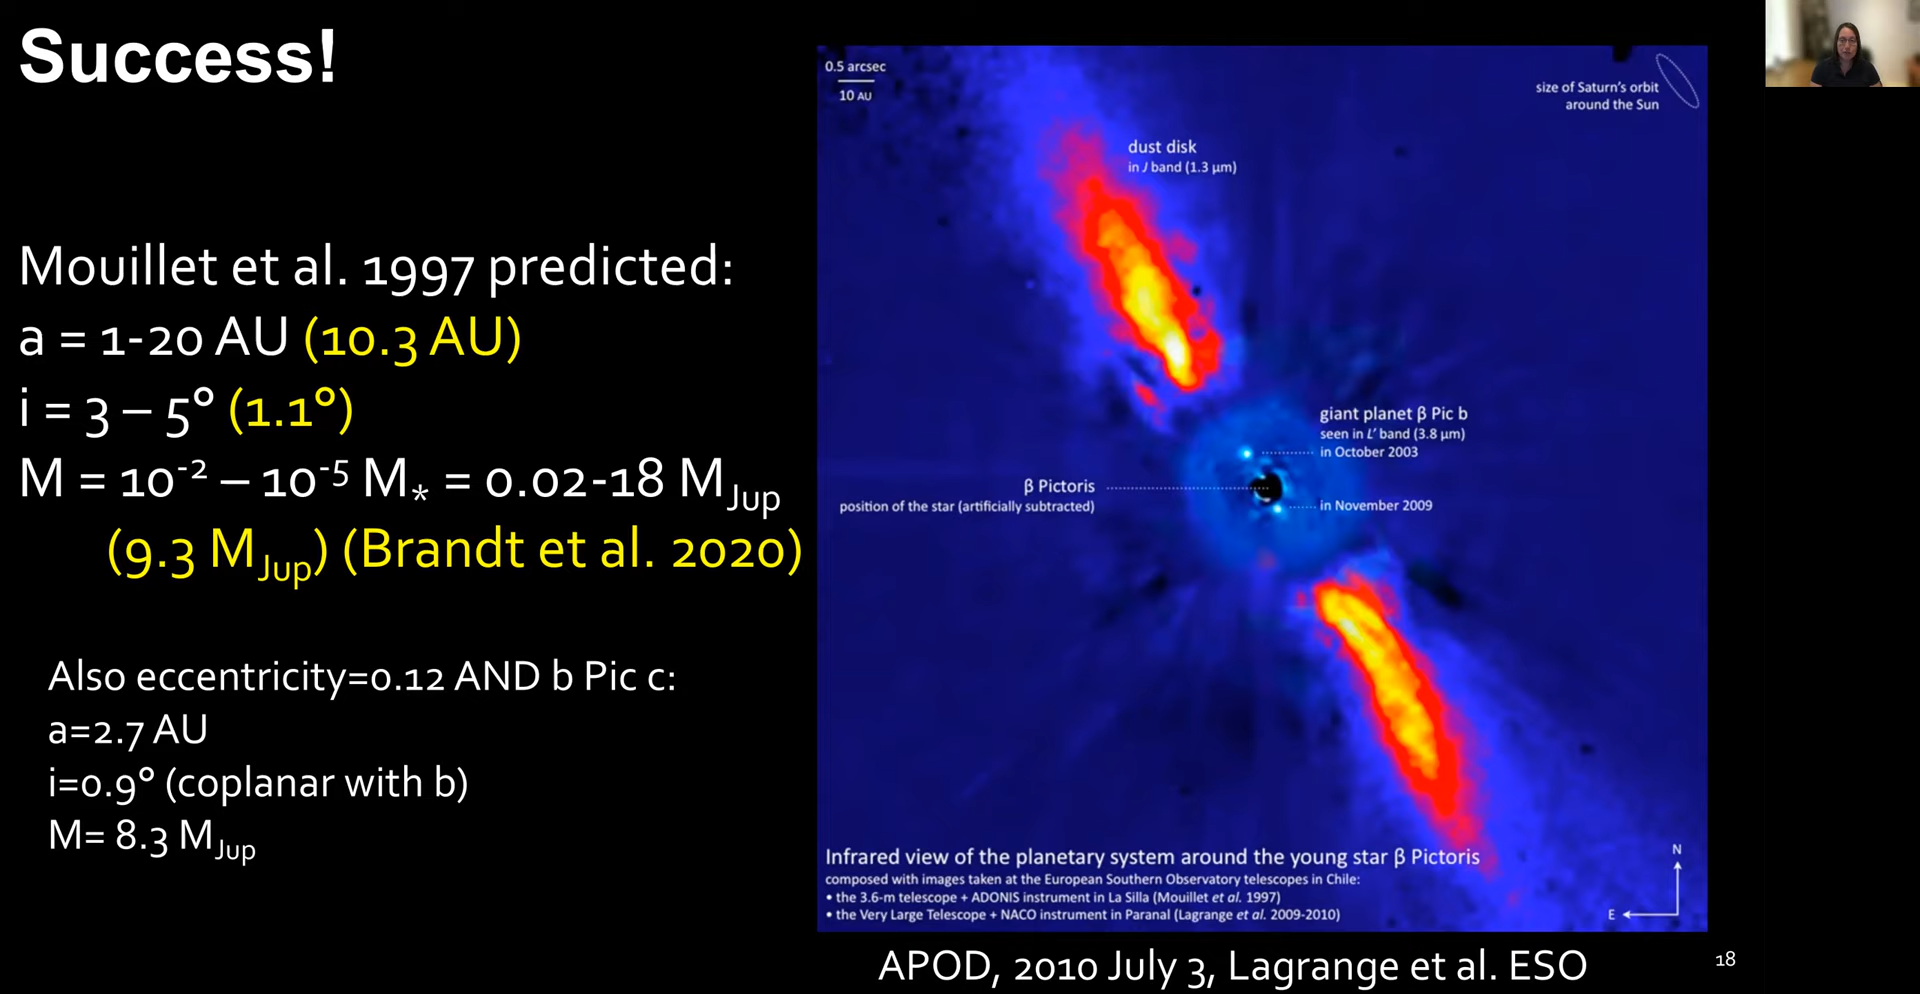 Success!
Mouillet et al. 1997 predicted:
a = 1-20 AU (10.3 AU)
i = 3 – 5° (1.1°)
M = 10⁻² – 10⁻⁵ M* = 0.02-18 MJup
(9.3 MJup) (Brandt et al. 2020)
Also eccentricity=0.12 AND b Pic c:
a=2.7 AU
i=0.9° (coplanar with b)
M= 8.3 MJup
0.5 arcsec
10 AU
size of Saturn's orbit
around the Sun
dust disk
in J band (1.3 µm)
giant planet β Pic b
seen in L' band (3.8 µm)
in October 2003
β Pictoris
position of the star (artificially subtracted)
in November 2009
Infrared view of the planetary system around the young star β Pictoris
composed with images taken at the European Southern Observatory telescopes in Chile:
• the 3.6-m telescope + ADONIS instrument in La Silla (Mouillet et al. 1997)
• the Very Large Telescope + NACO instrument in Paranal (Lagrange et al. 2009-2010)
N
E
APOD, 2010 July 3, Lagrange et al. ESO
18